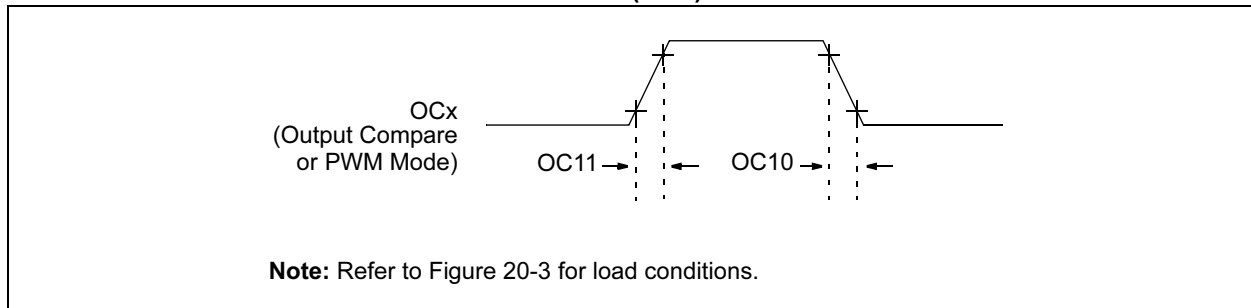 OCx
(Output Compare
or PWM Mode)
OC11
OC10
Note: Refer to Figure 20-3 for load conditions.